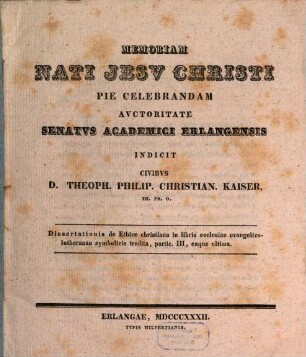 MEMORIAM
NATI JESV CHRISTI
PIE CELEBRANDAM
AVCTORITATE
SENATVS ACADEMICI ERLANGENSIS
INDICIT
CIVIBVS
D. THEOPH. PHILIP. CHRISTIAN. KAISER,
TH. PR. O.
Dissertationis de Ethice christiana in libris ecclesiae evangelico-
lutheranae symbolicis tradita, partic. III, eaque ultima.
ERLANGAE, MDCCCXXXII.
TYPIS HILPERTIANIS.